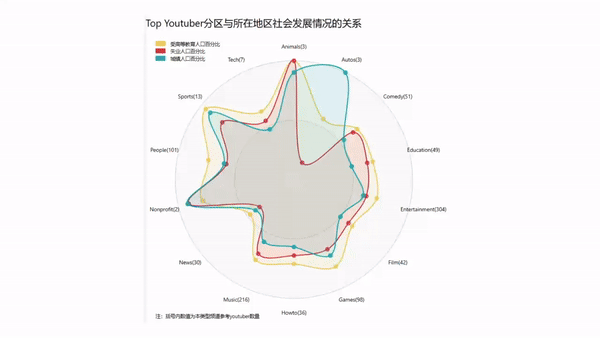 Top Youtuber分区与所在地区社会发展情况的关系
受高等教育人口百分比
失业人口百分比
城镇人口百分比
Animals(3)
Tech(7)
Autos(3)
Sports(13)
Comedy(51)
People(101)
Education(49)
Nonprofit(2)
Entertainment(304)
News(30)
Film(42)
Music(216)
Games(98)
Howto(36)
注：括号内数值为本类型频道参考youtuber数量